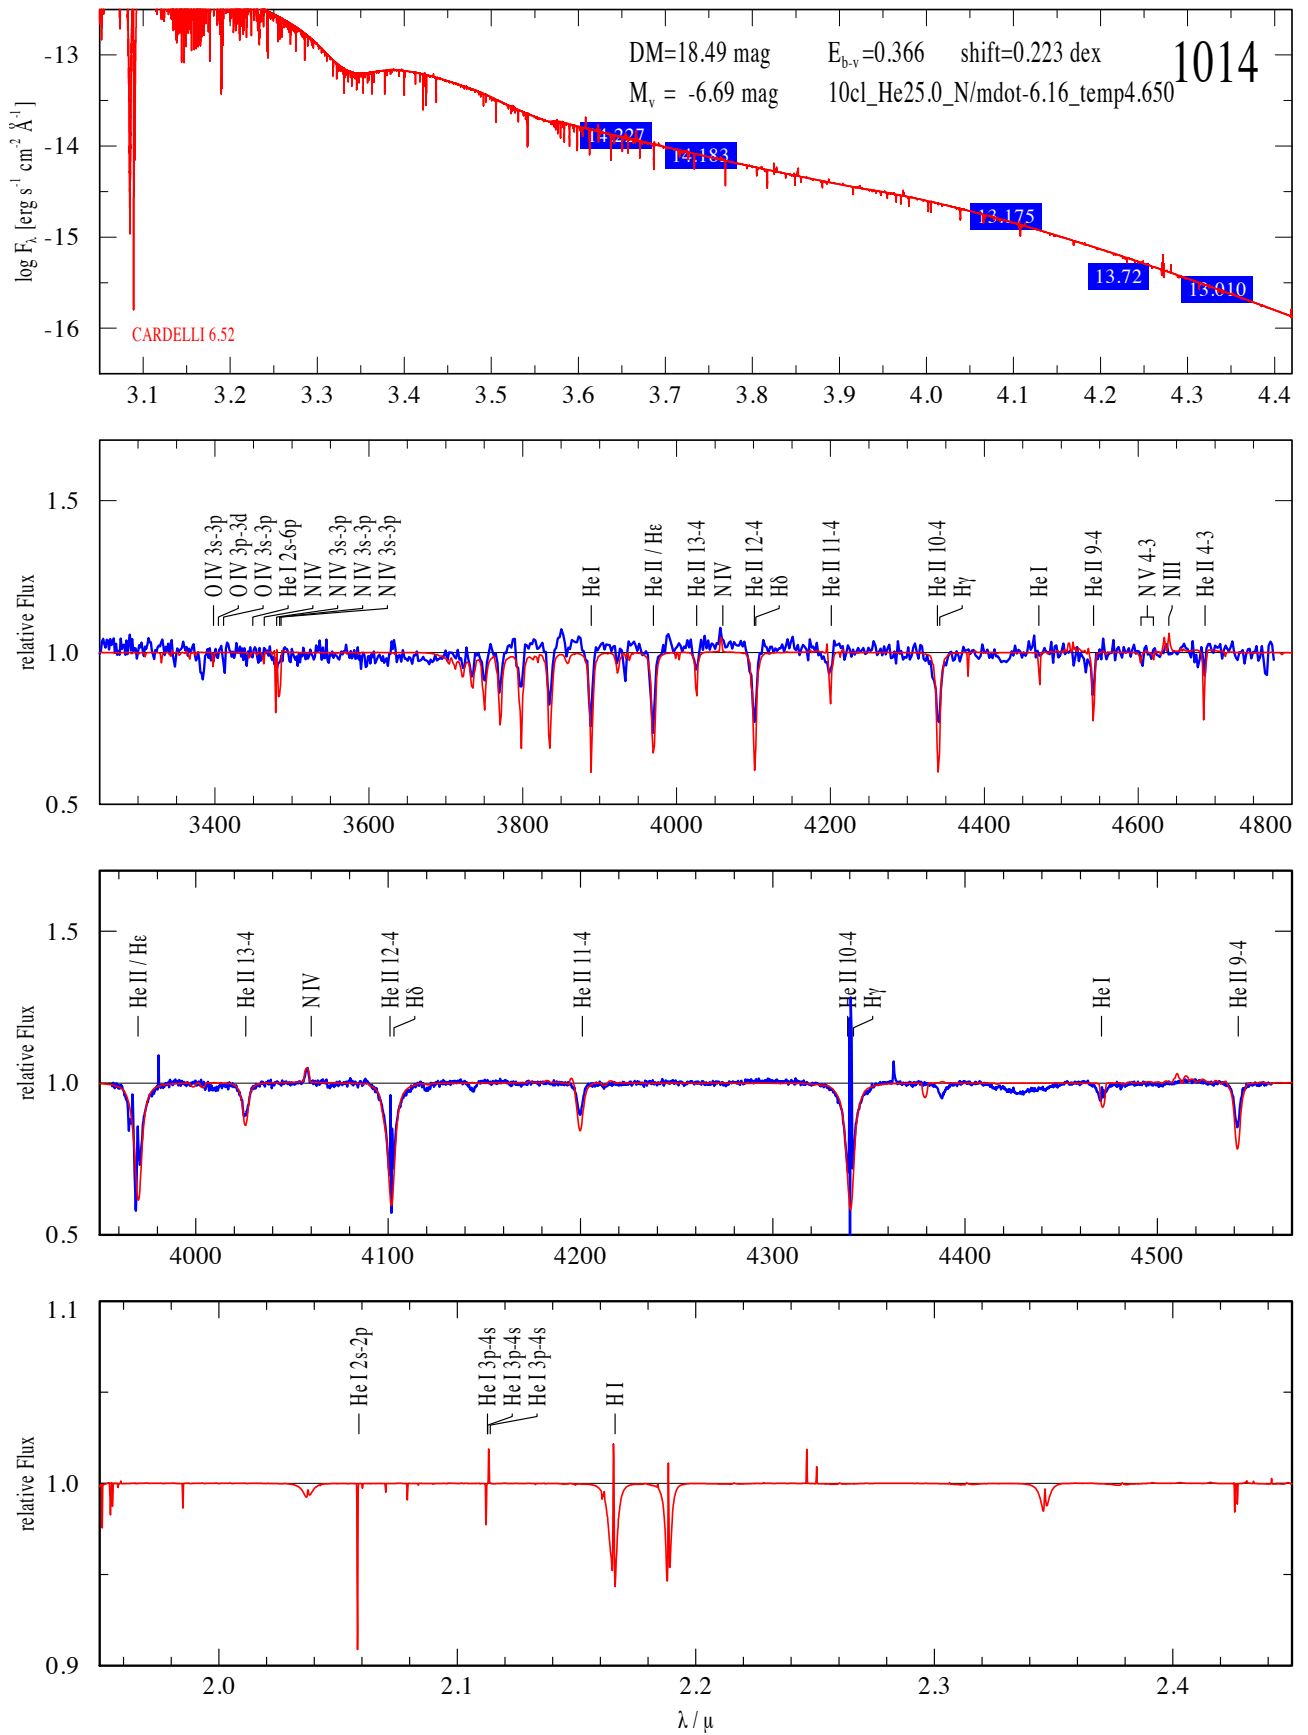 DM=18.49 mag E_b-v=0.366 shift=0.223 dex 1014
M_v = -6.69 mag 10cl_He25.0_N/mdot-6.16_temp4.650
log F_λ [erg s⁻¹ cm⁻² Å⁻¹]
-13
-14
-15
-16
14.227
14.183
13.175
13.72
13.010
CARDELLI 6.52
3.1 3.2 3.3 3.4 3.5 3.6 3.7 3.8 3.9 4.0 4.1 4.2 4.3 4.4
relative Flux
1.5
1.0
0.5
O IV 3s-3p
O IV 3p-3d
O IV 3s-3p
He I 2s-6p
N IV
N IV 3s-3p
N IV 3s-3p
N IV 3s-3p
He I
He II / Hε
He II 13-4
N IV
He II 12-4
Hδ
He II 11-4
He II 10-4
Hγ
He I
He II 9-4
N V 4-3
N III
He II 4-3
3400 3600 3800 4000 4200 4400 4600 4800
relative Flux
1.5
1.0
0.5
He II / Hε
He II 13-4
N IV
He II 12-4
Hδ
He II 11-4
He II 10-4
Hγ
He I
He II 9-4
4000 4100 4200 4300 4400 4500
relative Flux
1.1
1.0
0.9
He I 2s-2p
He I 3p-4s
He I 3p-4s
He I 3p-4s
H I
2.0 2.1 2.2 2.3 2.4
λ / μ